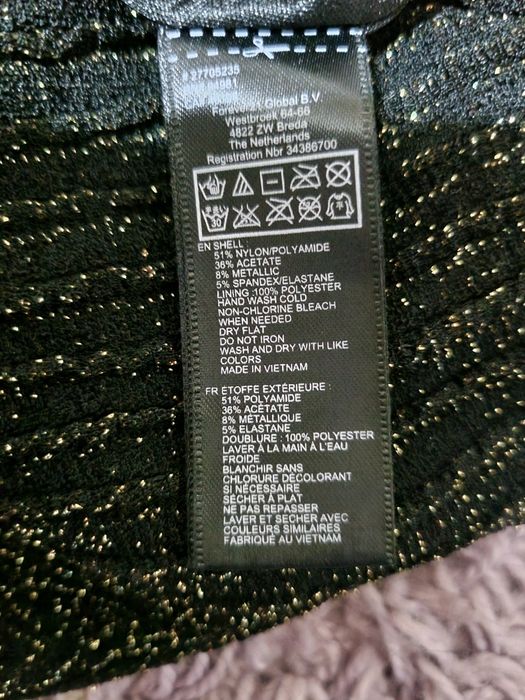 27705235
Global B.V.
Westbroek 64-66
4822 ZW Breda
The Netherlands
Registration Nbr 34386700
30
EN SHELL :
51% NYLON/POLYAMIDE
36% ACETATE
8% METALLIC
5% SPANDEX/ELASTANE
LINING :100% POLYESTER
HAND WASH COLD
NON-CHLORINE BLEACH
WHEN NEEDED
DRY FLAT
DO NOT IRON
WASH AND DRY WITH LIKE
COLORS
MADE IN VIETNAM
FR ÉTOFFE EXTÉRIEURE :
51% POLYAMIDE
36% ACÉTATE
8% MÉTALLIQUE
5% ELASTANE
DOUBLURE : 100% POLYESTER
LAVER À LA MAIN À L'EAU
FROIDE
BLANCHIR SANS
CHLORURE DÉCOLORANT
SI NÉCESSAIRE
SÉCHER À PLAT
NE PAS REPASSER
LAVER ET SÉCHER AVEC
COULEURS SIMILAIRES
FABRIQUÉ AU VIETNAM